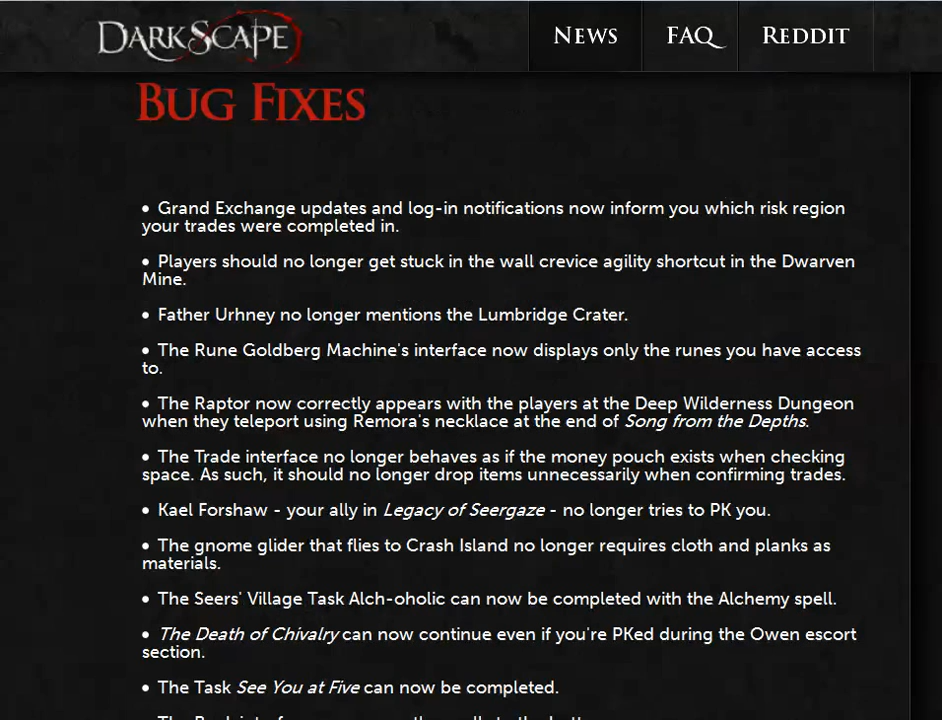 DARKSCAPE
NEWS FAQ REDDIT
BUG FIXES
• Grand Exchange updates and log-in notifications now inform you which risk region
your trades were completed in.
• Players should no longer get stuck in the wall crevice agility shortcut in the Dwarven
Mine.
• Father Urhney no longer mentions the Lumbridge Crater.
• The Rune Goldberg Machine's interface now displays only the runes you have access
to.
• The Raptor now correctly appears with the players at the Deep Wilderness Dungeon
when they teleport using Remora's necklace at the end of Song from the Depths.
• The Trade interface no longer behaves as if the money pouch exists when checking
space. As such, it should no longer drop items unnecessarily when confirming trades.
• Kael Forshaw - your ally in Legacy of Seergaze - no longer tries to PK you.
• The gnome glider that flies to Crash Island no longer requires cloth and planks as
materials.
• The Seers' Village Task Alch-oholic can now be completed with the Alchemy spell.
• The Death of Chivalry can now continue even if you're PKed during the Owen escort
section.
• The Task See You at Five can now be completed.